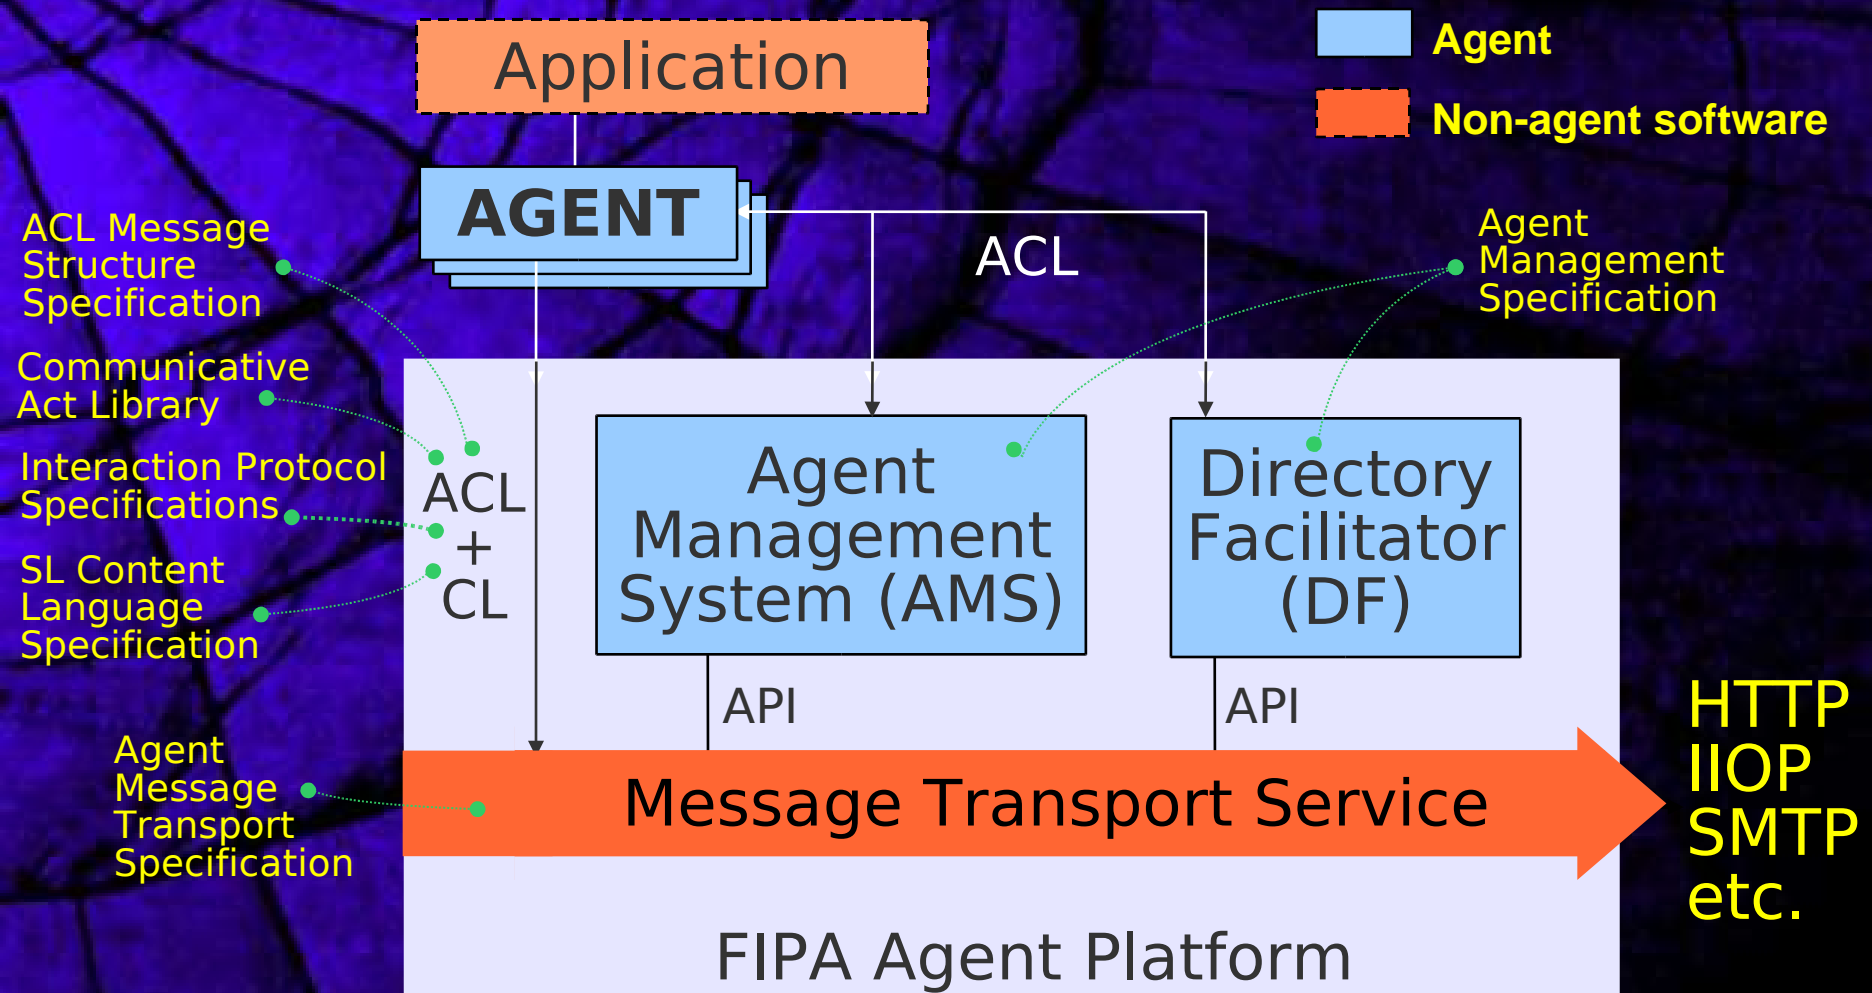 Application
Agent
Non-agent software
AGENT
ACL
ACL Message
Structure
Specification
Agent
Management
Specification
Communicative
Act Library
Interaction Protocol
Specifications
SL Content
Language
Specification
ACL
+
CL
Agent
Management
System (AMS)
Directory
Facilitator
(DF)
API
API
Agent
Message
Transport
Specification
Message Transport Service
HTTP
IIOP
SMTP
etc.
FIPA Agent Platform